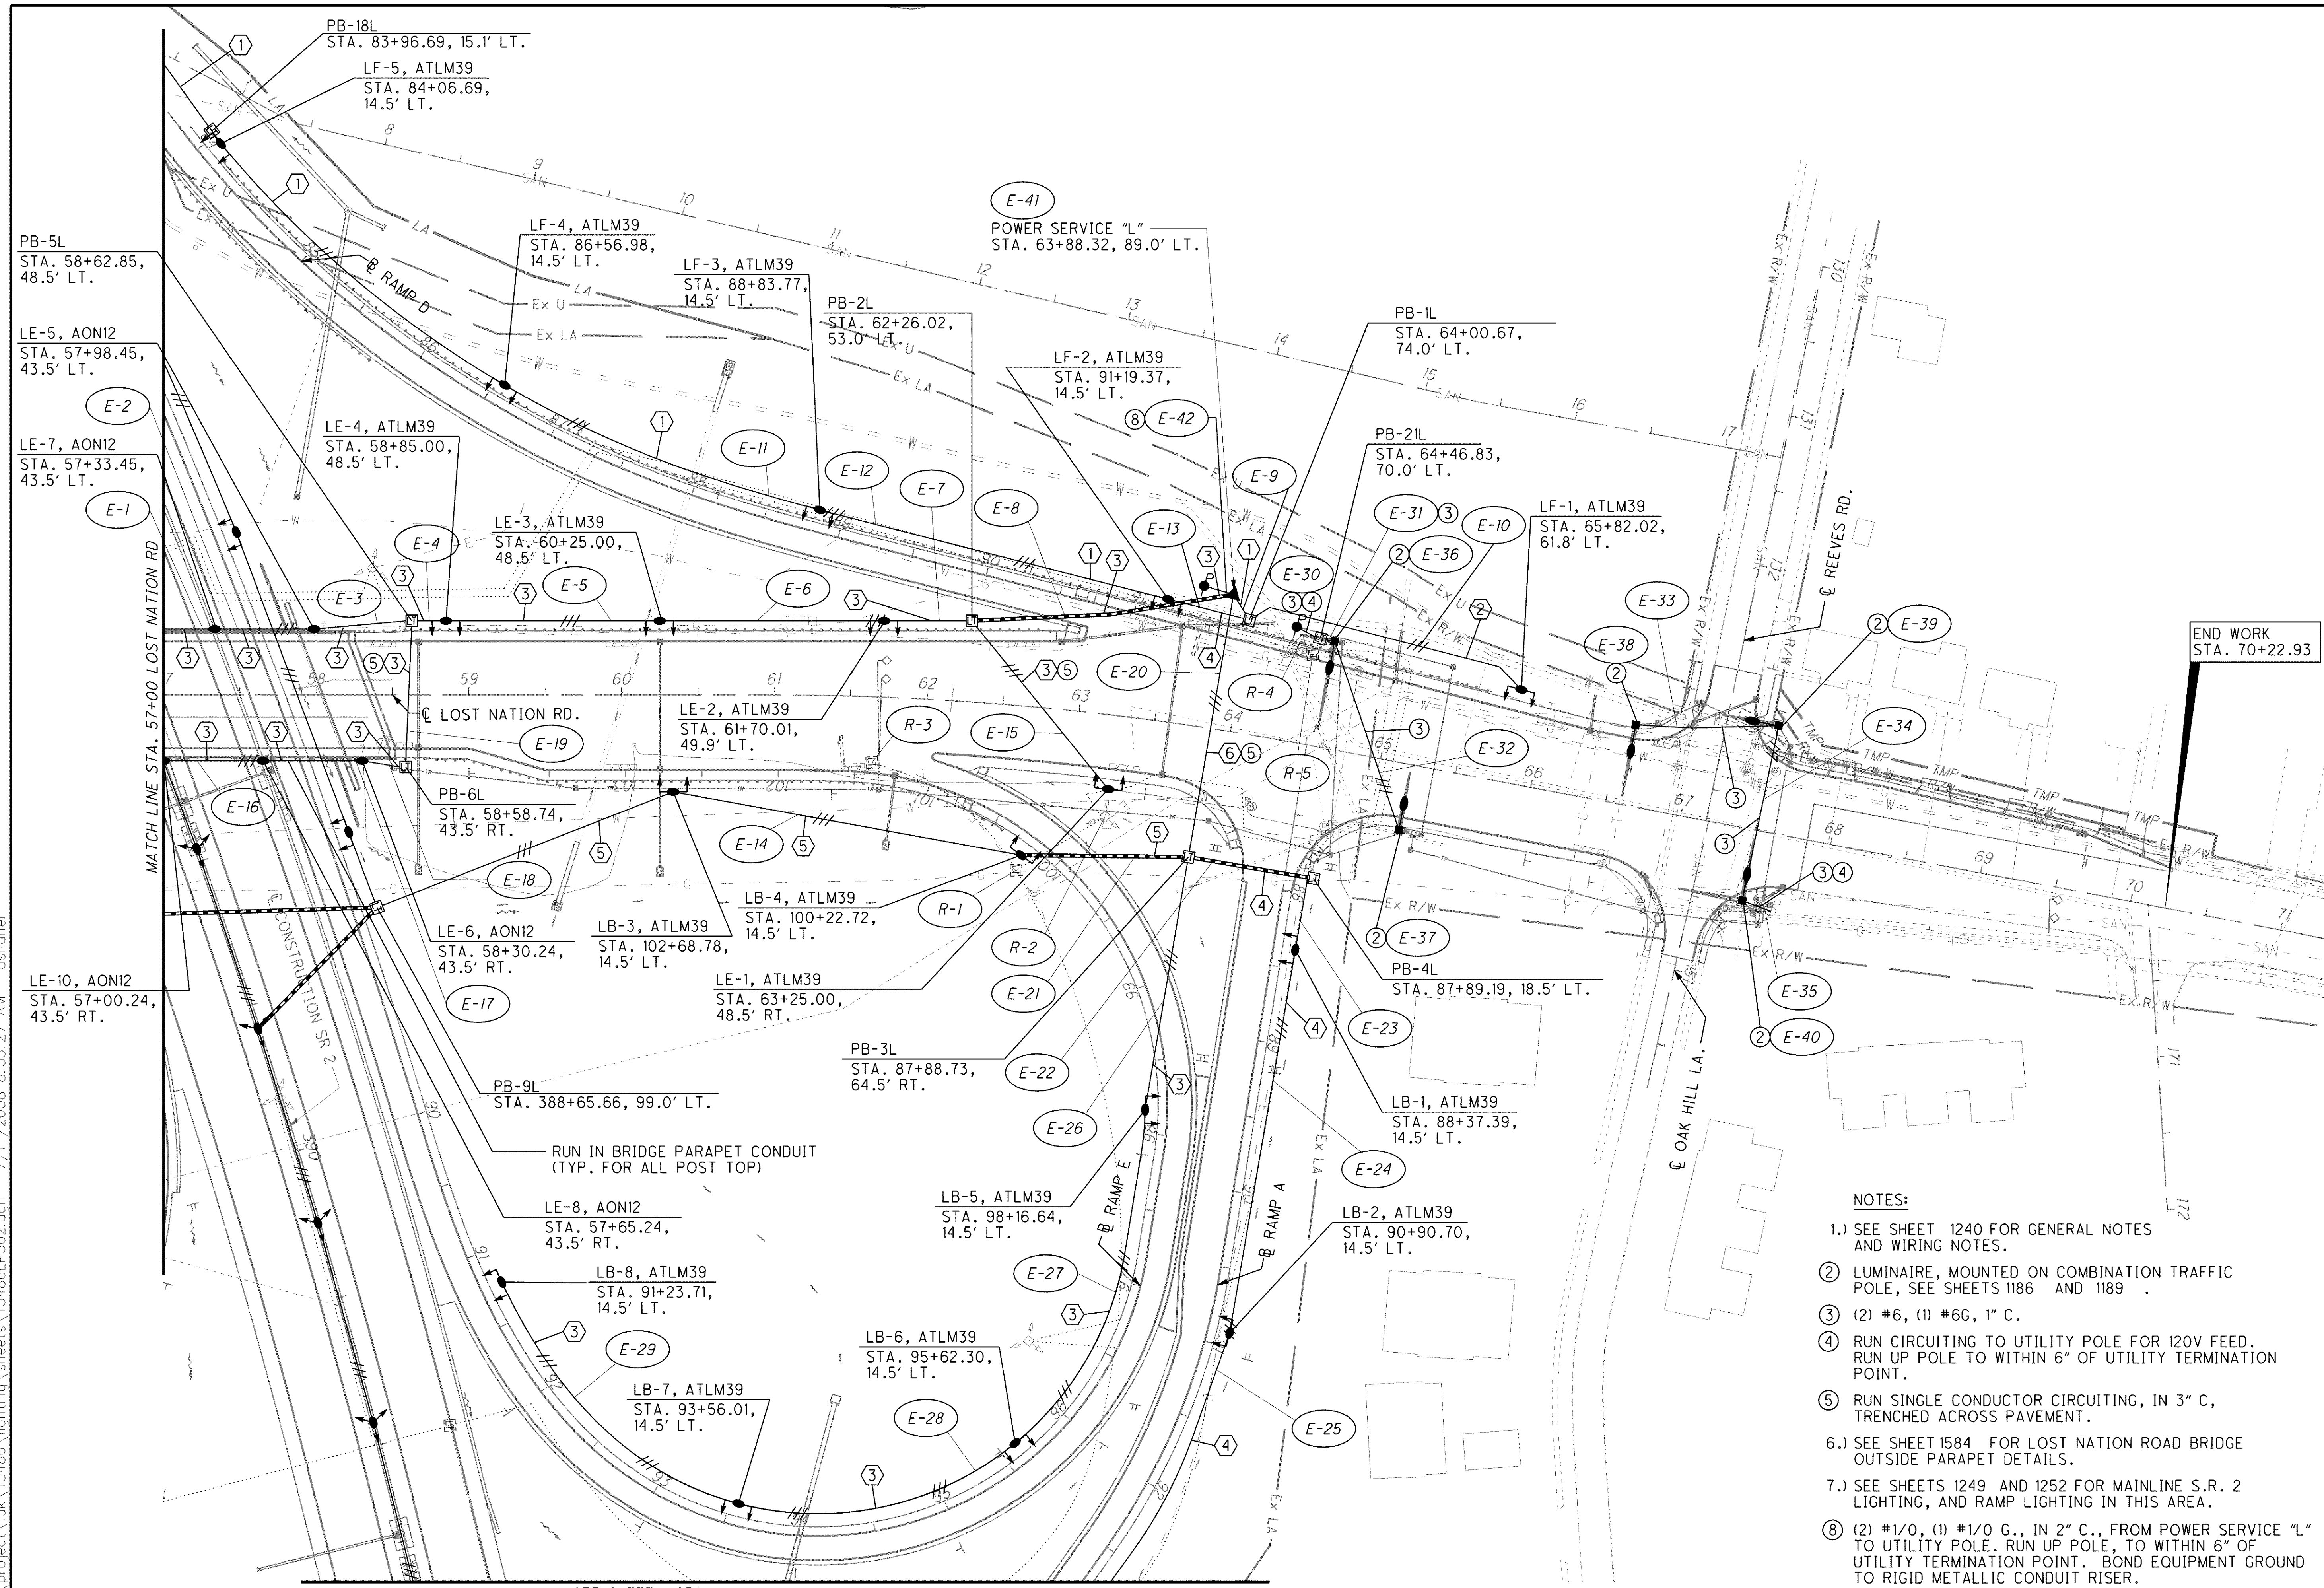 PB-18L
STA. 83+96.69, 15.1' LT.
LF-5, ATLM39
STA. 84+06.69,
14.5' LT.
PB-5L
STA. 58+62.85,
48.5' LT.
LE-5, AON12
STA. 57+98.45,
43.5' LT.
E-2
LE-7, AON12
STA. 57+33.45,
43.5' LT.
E-1
MATCH LINE STA. 57+00 LOST NATION RD
LE-10, AON12
STA. 57+00.24,
43.5' RT.
LF-4, ATLM39
STA. 86+56.98,
14.5' LT.
LF-3, ATLM39
STA. 88+83.77,
14.5' LT.
PB-2L
STA. 62+26.02,
53.0' LT.
E-41
POWER SERVICE "L"
STA. 63+88.32, 89.0' LT.
LF-2, ATLM39
STA. 91+19.37,
14.5' LT.
PB-1L
STA. 64+00.67,
74.0' LT.
8 E-42
PB-21L
STA. 64+46.83,
70.0' LT.
LE-4, ATLM39
STA. 58+85.00,
48.5' LT.
LE-3, ATLM39
STA. 60+25.00,
48.5' LT.
LF-1, ATLM39
STA. 65+82.02,
61.8' LT.
E-11
E-12
E-7
E-8
E-9
E-13
E-31 3
E-10
2 E-36
E-30
3 4
E-3
E-4
E-5
E-6
E-33
E-38
2
2 E-39
END WORK
STA. 70+22.93
℄ REEVES RD.
℄ RAMP D
℄ LOST NATION RD.
LE-2, ATLM39
STA. 61+70.01,
49.9' LT.
E-19
R-3
E-15
E-20
R-4
R-5
E-32
E-34
E-16
PB-6L
STA. 58+58.74,
43.5' RT.
E-14
E-18
LE-6, AON12
STA. 58+30.24,
43.5' RT.
LB-3, ATLM39
STA. 102+68.78,
14.5' LT.
LB-4, ATLM39
STA. 100+22.72,
14.5' LT.
R-1
R-2
LE-1, ATLM39
STA. 63+25.00,
48.5' RT.
E-17
E-21
E-22
E-26
E-23
2 E-37
PB-4L
STA. 87+89.19, 18.5' LT.
E-35
2 E-40
3 4
℄ CONSTRUCTION SR 2
PB-9L
STA. 388+65.66, 99.0' LT.
PB-3L
STA. 87+88.73,
64.5' RT.
LB-1, ATLM39
STA. 88+37.39,
14.5' LT.
RUN IN BRIDGE PARAPET CONDUIT
(TYP. FOR ALL POST TOP)
LE-8, AON12
STA. 57+65.24,
43.5' RT.
LB-5, ATLM39
STA. 98+16.64,
14.5' LT.
E-24
℄ OAK HILL LA.
℄ RAMP E
℄ RAMP A
LB-2, ATLM39
STA. 90+90.70,
14.5' LT.
LB-8, ATLM39
STA. 91+23.71,
14.5' LT.
E-27
E-29
LB-6, ATLM39
STA. 95+62.30,
14.5' LT.
LB-7, ATLM39
STA. 93+56.01,
14.5' LT.
E-28
E-25
NOTES:
1.) SEE SHEET 1240 FOR GENERAL NOTES
AND WIRING NOTES.
2 LUMINAIRE, MOUNTED ON COMBINATION TRAFFIC
POLE, SEE SHEETS 1186 AND 1189 .
3 (2) #6, (1) #6G, 1" C.
4 RUN CIRCUITING TO UTILITY POLE FOR 120V FEED.
RUN UP POLE TO WITHIN 6" OF UTILITY TERMINATION
POINT.
5 RUN SINGLE CONDUCTOR CIRCUITING, IN 3" C,
TRENCHED ACROSS PAVEMENT.
6.) SEE SHEET 1584 FOR LOST NATION ROAD BRIDGE
OUTSIDE PARAPET DETAILS.
7.) SEE SHEETS 1249 AND 1252 FOR MAINLINE S.R. 2
LIGHTING, AND RAMP LIGHTING IN THIS AREA.
8 (2) #1/0, (1) #1/0 G., IN 2" C., FROM POWER SERVICE "L"
TO UTILITY POLE. RUN UP POLE, TO WITHIN 6" OF
UTILITY TERMINATION POINT. BOND EQUIPMENT GROUND
TO RIGID METALLIC CONDUIT RISER.